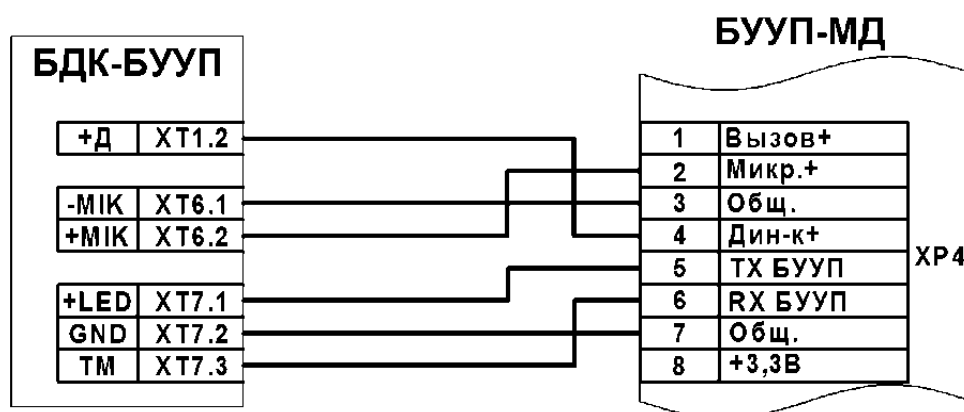 БУУП-МД
БДК-БУУП
+Д XT1.2
-MIK XT6.1
+MIK XT6.2
+LED XT7.1
GND XT7.2
TM XT7.3
1 Вызов+
2 Микр.+
3 Общ.
4 Дин-к+
5 TX БУУП
6 RX БУУП
7 Общ.
8 +3,3В
XP4